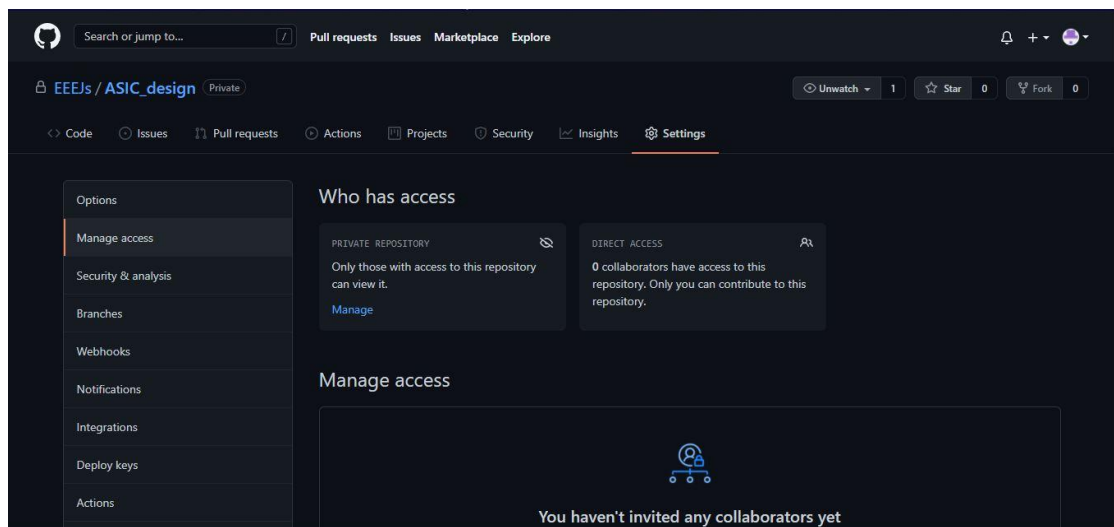 Search or jump to... /
Pull requests Issues Marketplace Explore
EEEJs / ASIC_design Private
Unwatch 1 Star 0 Fork 0
Code Issues Pull requests Actions Projects Security Insights Settings
Options
Manage access
Security & analysis
Branches
Webhooks
Notifications
Integrations
Deploy keys
Actions
Who has access
PRIVATE REPOSITORY
Only those with access to this repository
can view it.
Manage
DIRECT ACCESS
0 collaborators have access to this
repository. Only you can contribute to this
repository.
Manage access
You haven't invited any collaborators yet